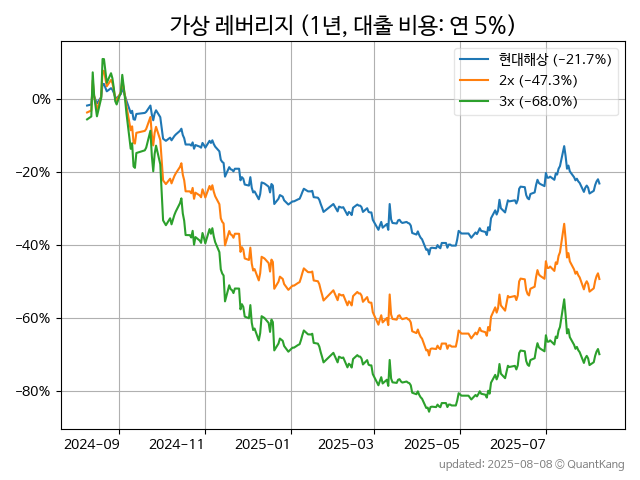 가상 레버리지 (1년, 대출 비용: 연 5%)
현대해상 (−21.7%)
2x (−47.3%)
3x (−68.0%)
0%
−20%
−40%
−60%
−80%
2024-09
2024-11
2025-01
2025-03
2025-05
2025-07
updated: 2025-08-08 © QuantKang